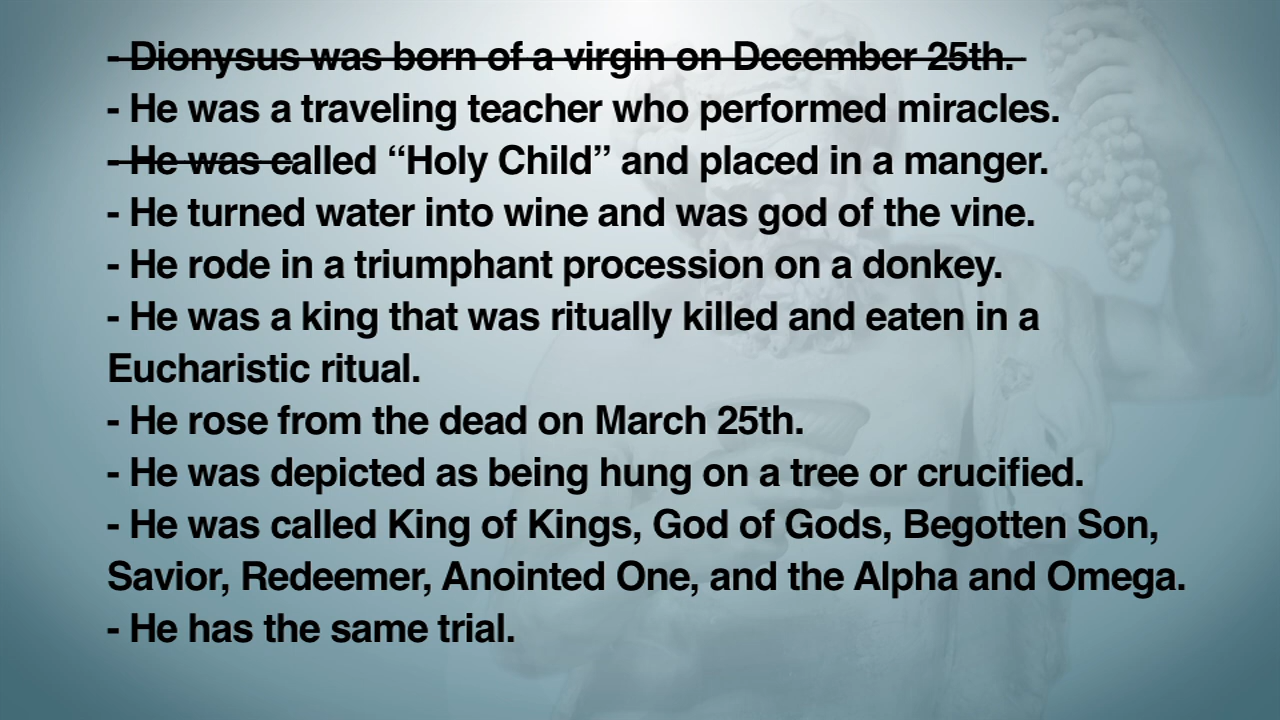 - Dionysus was born of a virgin on December 25th.
- He was a traveling teacher who performed miracles.
- He was called “Holy Child” and placed in a manger.
- He turned water into wine and was god of the vine.
- He rode in a triumphant procession on a donkey.
- He was a king that was ritually killed and eaten in a
Eucharistic ritual.
- He rose from the dead on March 25th.
- He was depicted as being hung on a tree or crucified.
- He was called King of Kings, God of Gods, Begotten Son,
Savior, Redeemer, Anointed One, and the Alpha and Omega.
- He has the same trial.